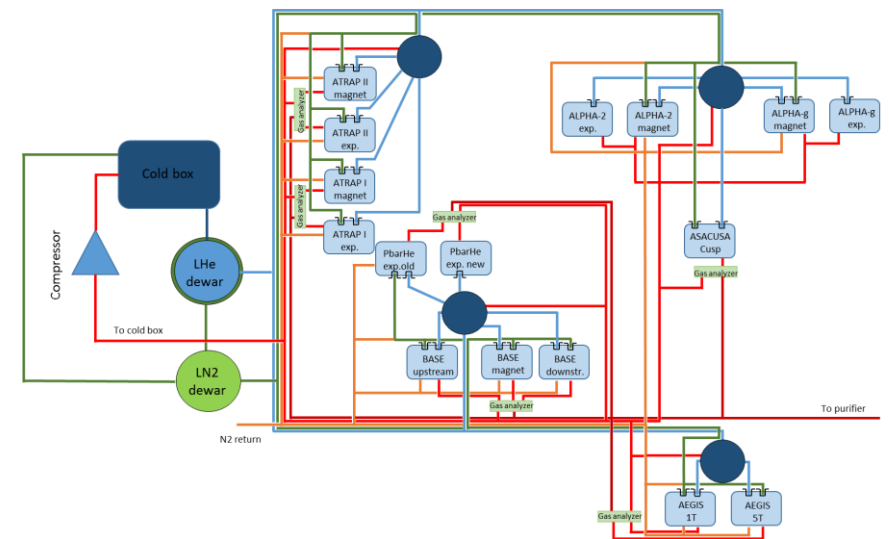 ATRAP II
magnet
Gas analyzer
ATRAP II
exp.
ATRAP I
magnet
Gas analyzer
ATRAP I
exp.
ALPHA-2
exp.
ALPHA-2
magnet
ALPHA-g
magnet
ALPHA-g
exp.
Cold box
Compressor
LHe
dewar
To cold box
LN2
dewar
N2 return
Gas analyzer
PbarHe
exp.old
PbarHe
exp. new
ASACUSA
Cusp
Gas analyzer
BASE
upstream
BASE
magnet
BASE
downstr.
Gas analyzer
To purifier
AEGIS
1T
AEGIS
5T
Gas analyzer